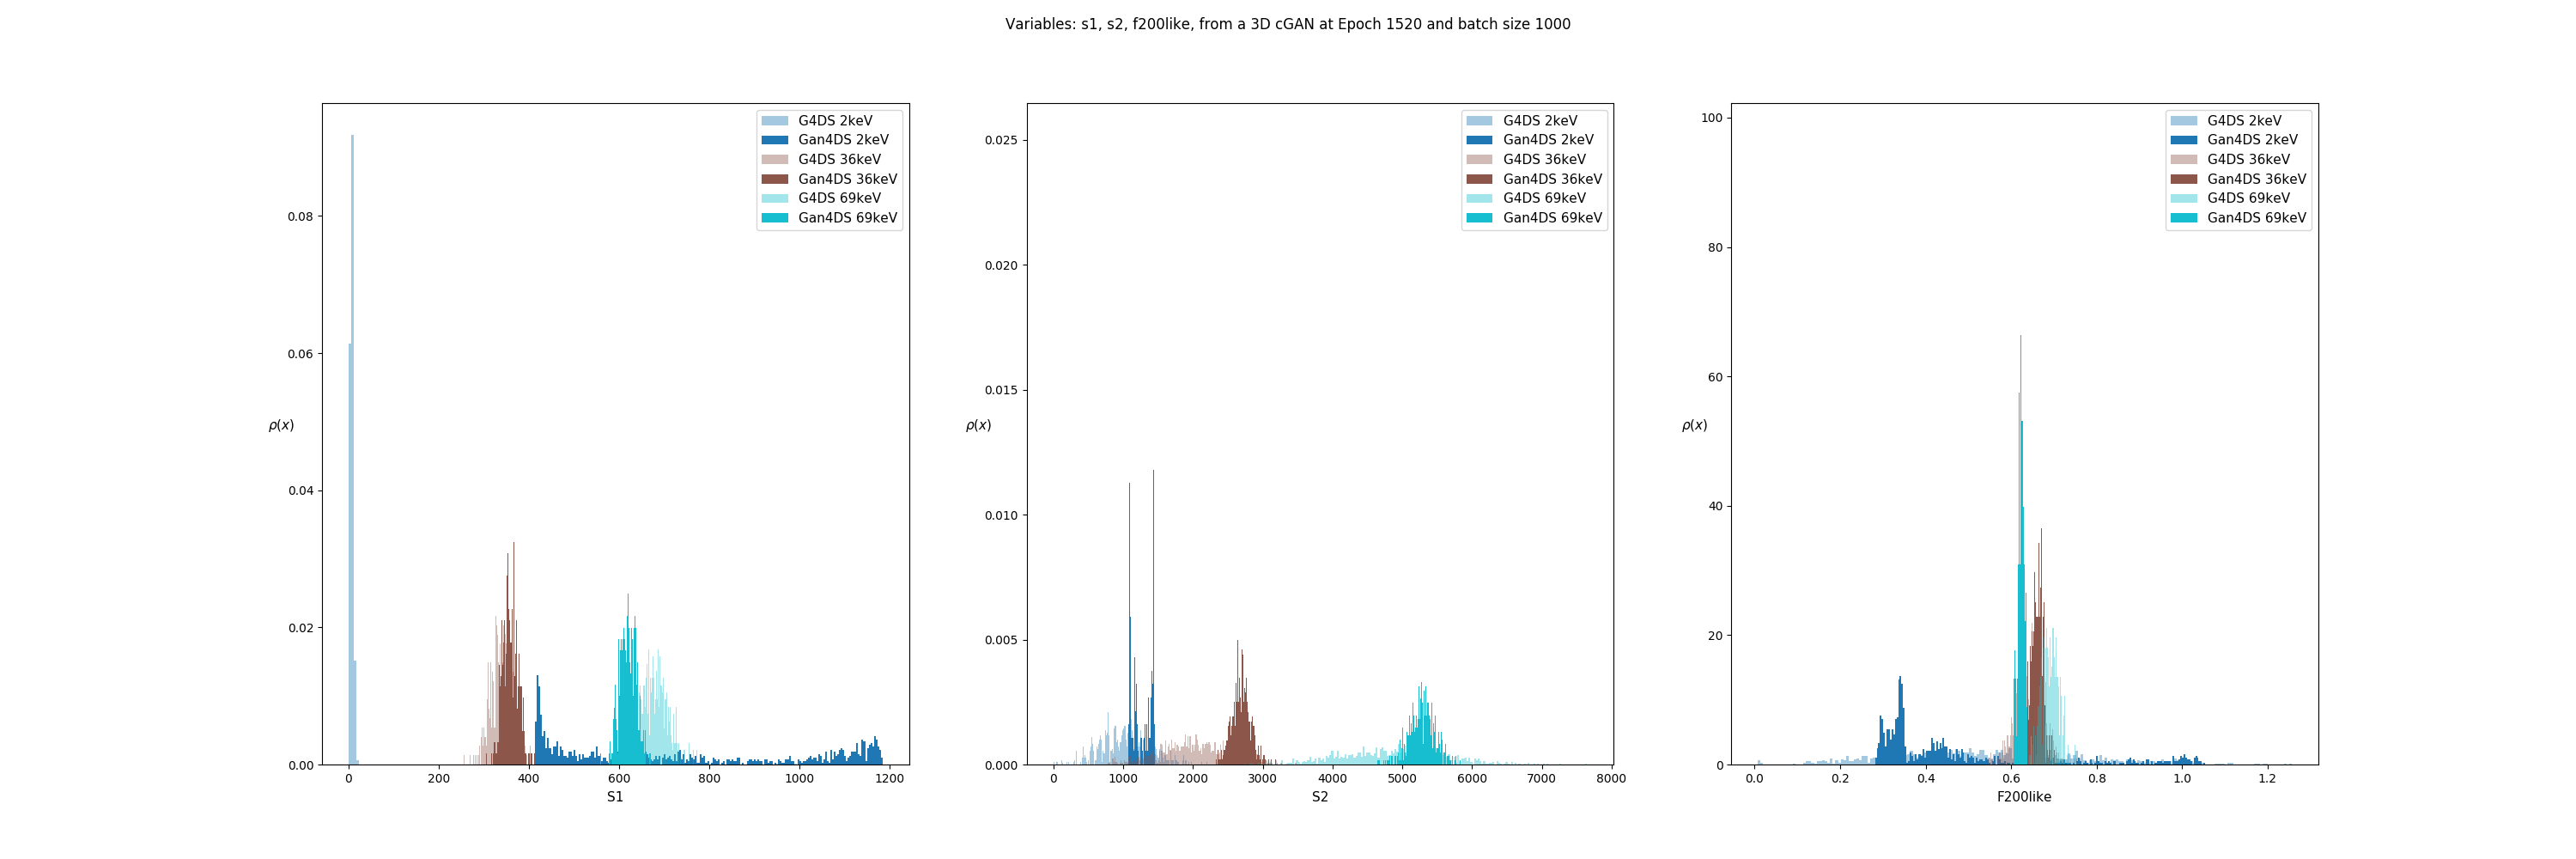 Variables: s1, s2, f200like, from a 3D cGAN at Epoch 1520 and batch size 1000
0.08
0.06
0.04
0.02
0.00
ρ(x)
0
200
400
600
800
1000
1200
S1
G4DS 2keV
Gan4DS 2keV
G4DS 36keV
Gan4DS 36keV
G4DS 69keV
Gan4DS 69keV
0.025
0.020
0.015
0.010
0.005
0.000
ρ(x)
0
1000
2000
3000
4000
5000
6000
7000
8000
S2
G4DS 2keV
Gan4DS 2keV
G4DS 36keV
Gan4DS 36keV
G4DS 69keV
Gan4DS 69keV
100
80
60
40
20
0
ρ(x)
0.0
0.2
0.4
0.6
0.8
1.0
1.2
F200like
G4DS 2keV
Gan4DS 2keV
G4DS 36keV
Gan4DS 36keV
G4DS 69keV
Gan4DS 69keV